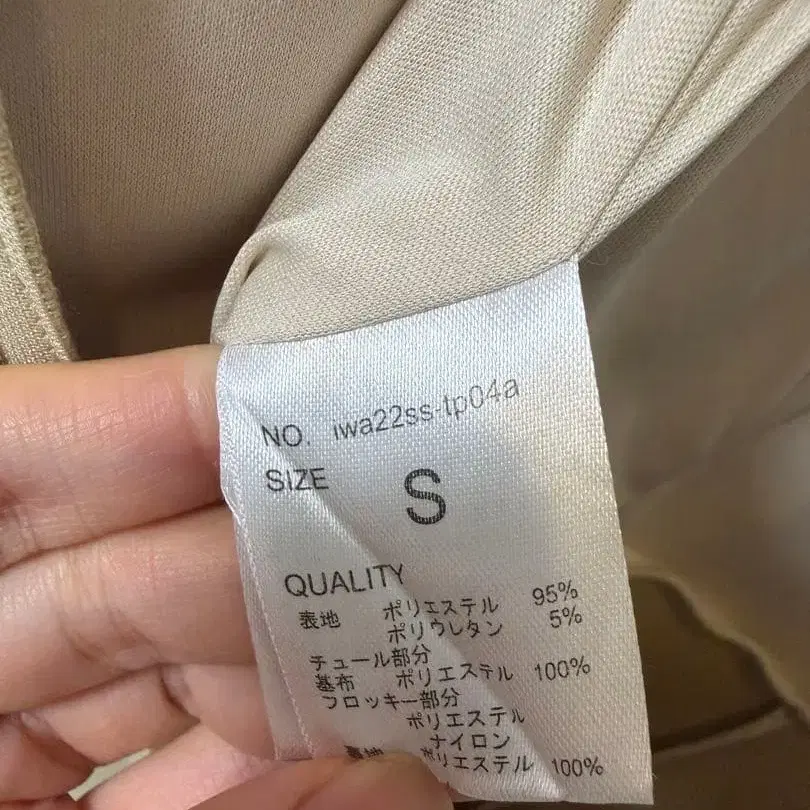 NO. iwa22ss-tp04a
SIZE S
QUALITY
表地 ポリエステル 95%
ポリウレタン 5%
チュール部分
基布 ポリエステル 100%
フロッキー部分
ポリエステル
ナイロン
裏地 ポリエステル 100%